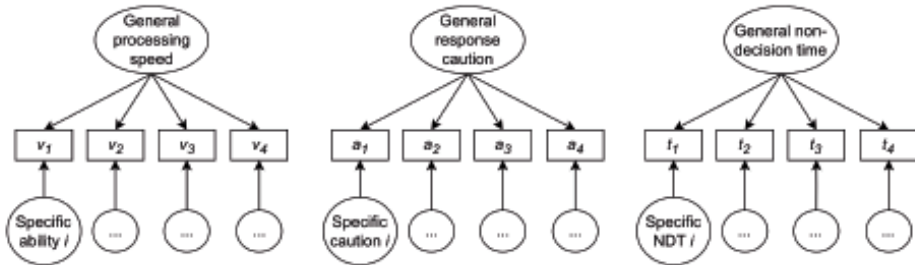 General
processing
speed
General
response
caution
General non-
decision time
v1 v2 v3 v4
a1 a2 a3 a4
t1 t2 t3 t4
Specific
ability i
... ... ...
Specific
caution i
... ... ...
Specific
NDT i
... ... ...